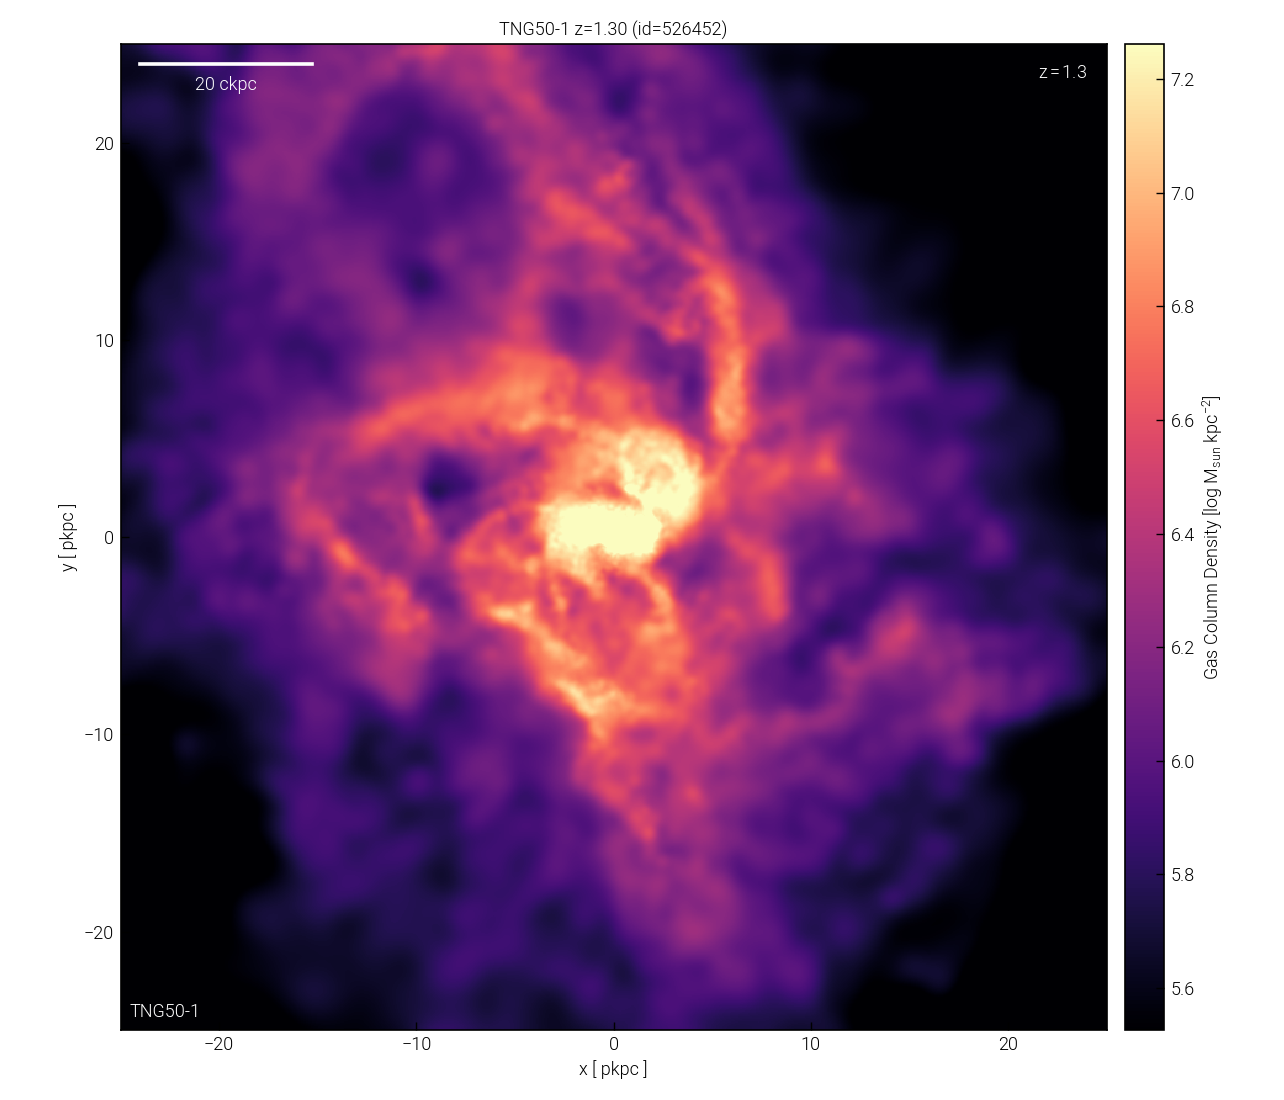 TNG50-1 z=1.30 (id=526452)
20 ckpc
z=1.3
TNG50-1
20
10
0
−10
−20
y [ pkpc ]
−20
−10
0
10
20
x [ pkpc ]
7.2
7.0
6.8
6.6
6.4
6.2
6.0
5.8
5.6
Gas Column Density [log M_sun kpc^−2]